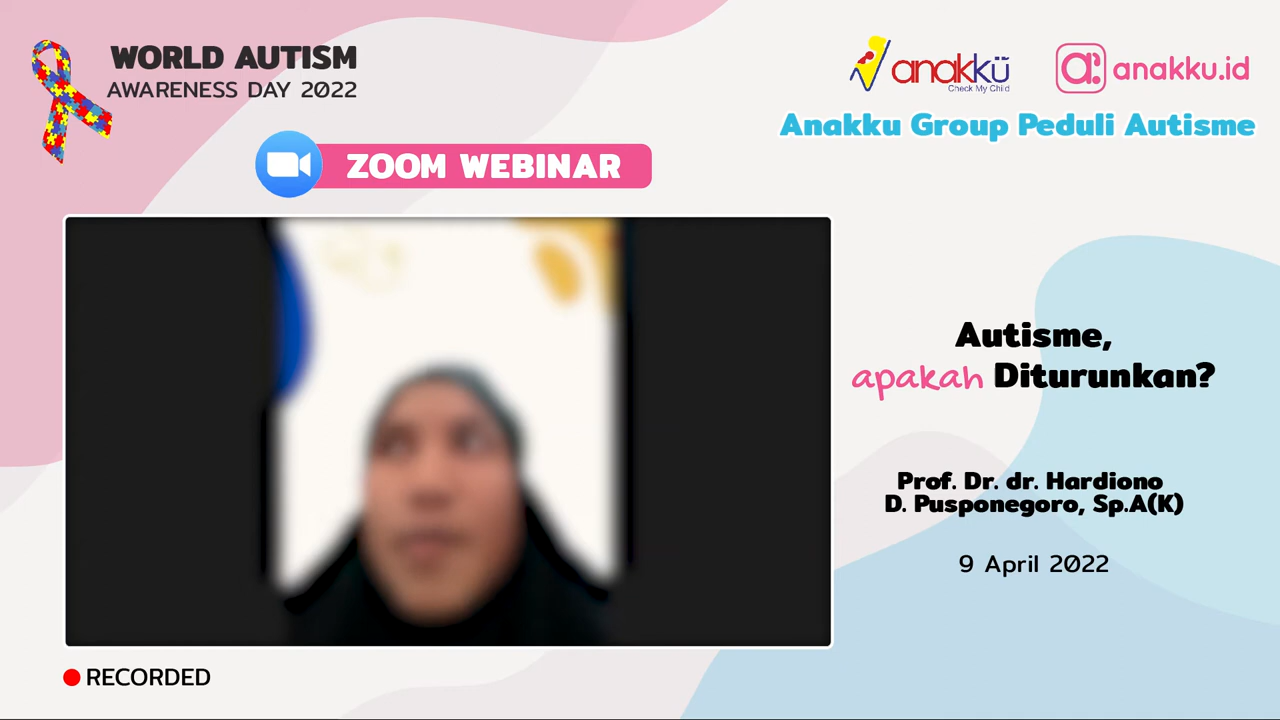 WORLD AUTISM
AWARENESS DAY 2022
anakkü
Check My Child
a: anakku.id
Anakku Group Peduli Autisme
ZOOM WEBINAR
Autisme,
apakah Diturunkan?
Prof. Dr. dr. Hardiono
D. Pusponegoro, Sp.A(K)
9 April 2022
RECORDED